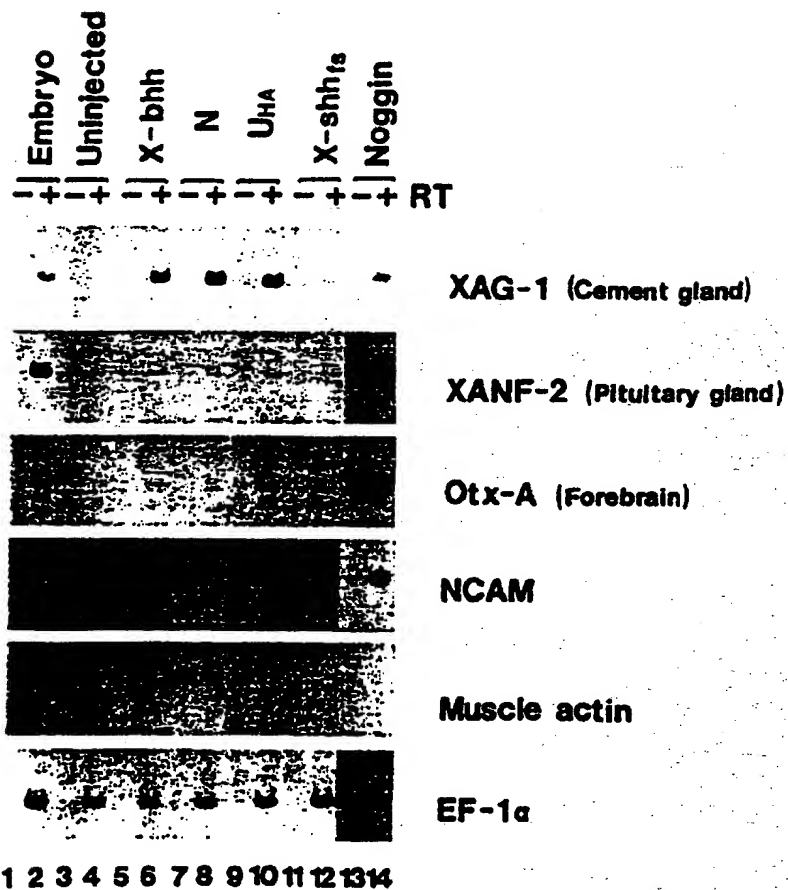 Embryo
Uninjected
X-bhh
N
UHA
X-shhfs
Noggin
- + - + - + - + - + - + - + RT
XAG-1 (Cement gland)
XANF-2 (Pituitary gland)
Otx-A (Forebrain)
NCAM
Muscle actin
EF-1α
1 2 3 4 5 6 7 8 9 10 11 12 13 14